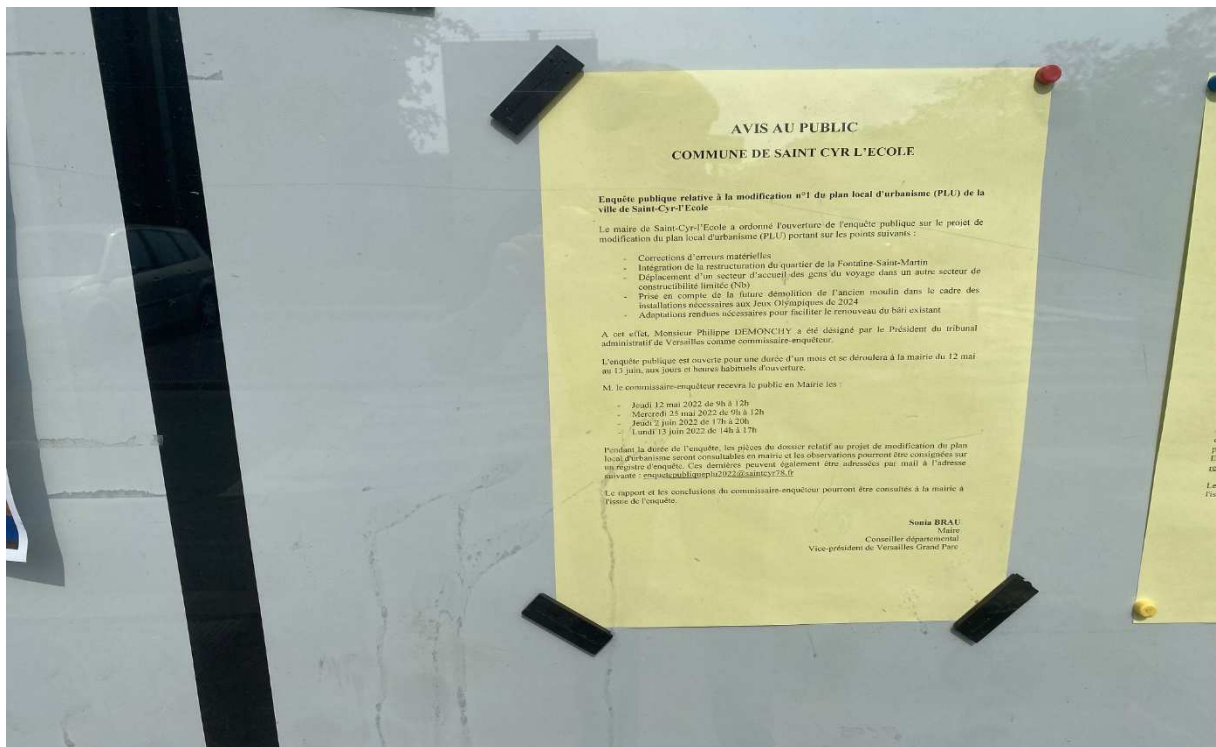 AVIS AU PUBLIC
COMMUNE DE SAINT CYR L'ECOLE
Enquête publique relative à la modification n°1 du plan local d'urbanisme (PLU) de la
ville de Saint-Cyr-l'Ecole
Le maire de Saint-Cyr-l'Ecole a ordonné l'ouverture de l'enquête publique sur le projet de
modification du plan local d'urbanisme (PLU) portant sur les points suivants :
- Corrections d'erreurs matérielles
- Intégration de la restructuration du quartier de la Fontaine-Saint-Martin
- Déplacement d'un secteur d'accueil des gens du voyage dans un autre secteur de
constructibilité limitée (Nb)
- Prise en compte de la future démolition de l'ancien moulin dans le cadre des
installations nécessaires aux Jeux Olympiques de 2024
- Adaptations rendues nécessaires pour faciliter le renouveau du bâti existant
A cet effet, Monsieur Philippe DEMONCHY a été désigné par le Président du tribunal
administratif de Versailles comme commissaire-enquêteur.
L'enquête publique est ouverte pour une durée d'un mois et se déroulera à la mairie du 12 mai
au 13 juin, aux jours et heures habituels d'ouverture.
M. le commissaire-enquêteur recevra le public en Mairie les :
- Jeudi 12 mai 2022 de 9h à 12h
- Mercredi 25 mai 2022 de 9h à 12h
- Jeudi 2 juin 2022 de 17h à 20h
- Lundi 13 juin 2022 de 14h à 17h
Pendant la durée de l'enquête, les pièces du dossier relatif au projet de modification du plan
local d'urbanisme seront consultables en mairie et les observations pourront être consignées sur
un registre d'enquête. Ces dernières peuvent également être adressées par mail à l'adresse
suivante : enquetepubliqueplu2022@saintcyr78.fr
Le rapport et les conclusions du commissaire-enquêteur pourront être consultés à la mairie à
l'issue de l'enquête.
Sonia BRAU
Maire
Conseiller départemental
Vice-président de Versailles Grand Parc